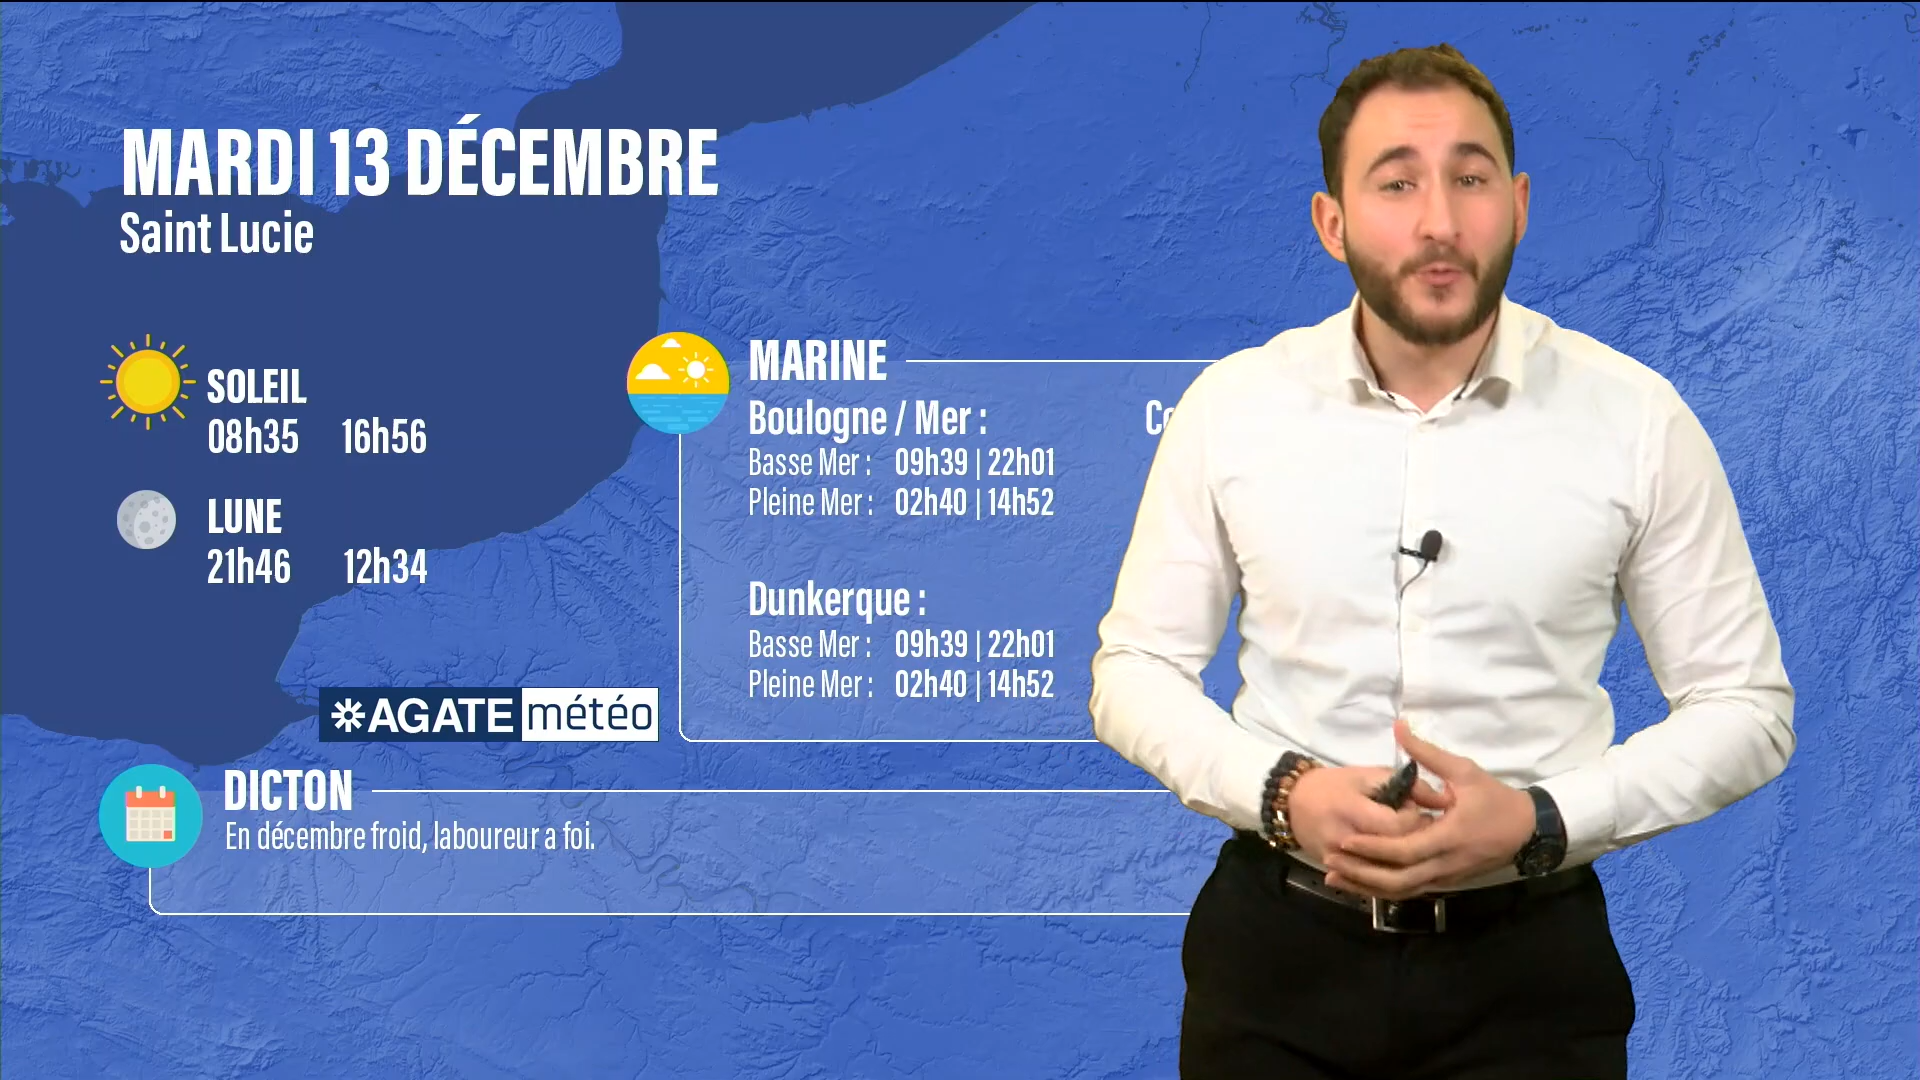 MARDI 13 DÉCEMBRE
Saint Lucie
SOLEIL
08h35 16h56
LUNE
21h46 12h34
MARINE
Boulogne / Mer :
Basse Mer : 09h39 | 22h01
Pleine Mer : 02h40 | 14h52
Dunkerque :
Basse Mer : 09h39 | 22h01
Pleine Mer : 02h40 | 14h52
AGATE météo
DICTON
En décembre froid, laboureur a foi.